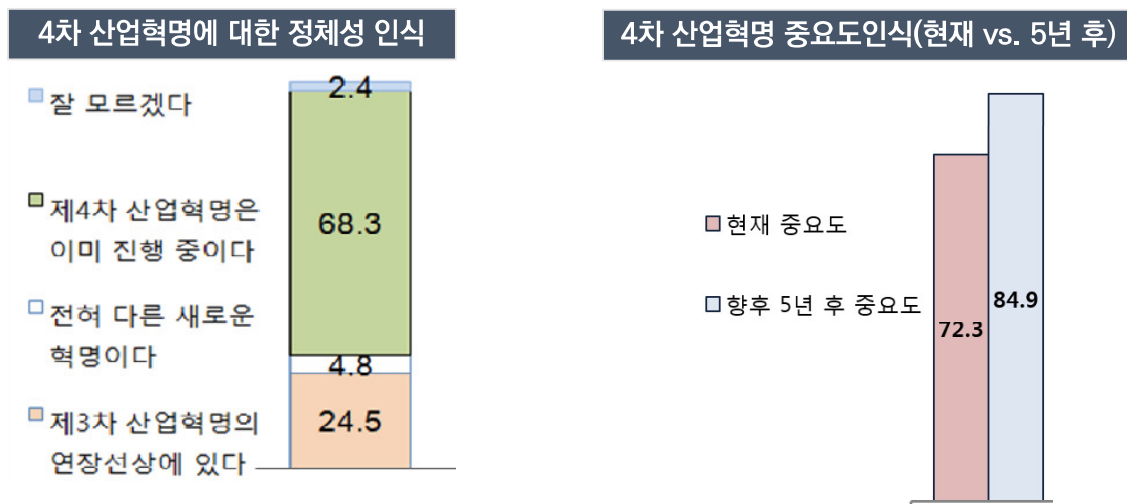 4차 산업혁명에 대한 정체성 인식
2.4
잘 모르겠다
제4차 산업혁명은
이미 진행 중이다
68.3
전혀 다른 새로운
혁명이다
4.8
제3차 산업혁명의
연장선상에 있다
24.5
4차 산업혁명 중요도인식(현재 vs. 5년 후)
현재 중요도
향후 5년 후 중요도
72.3
84.9